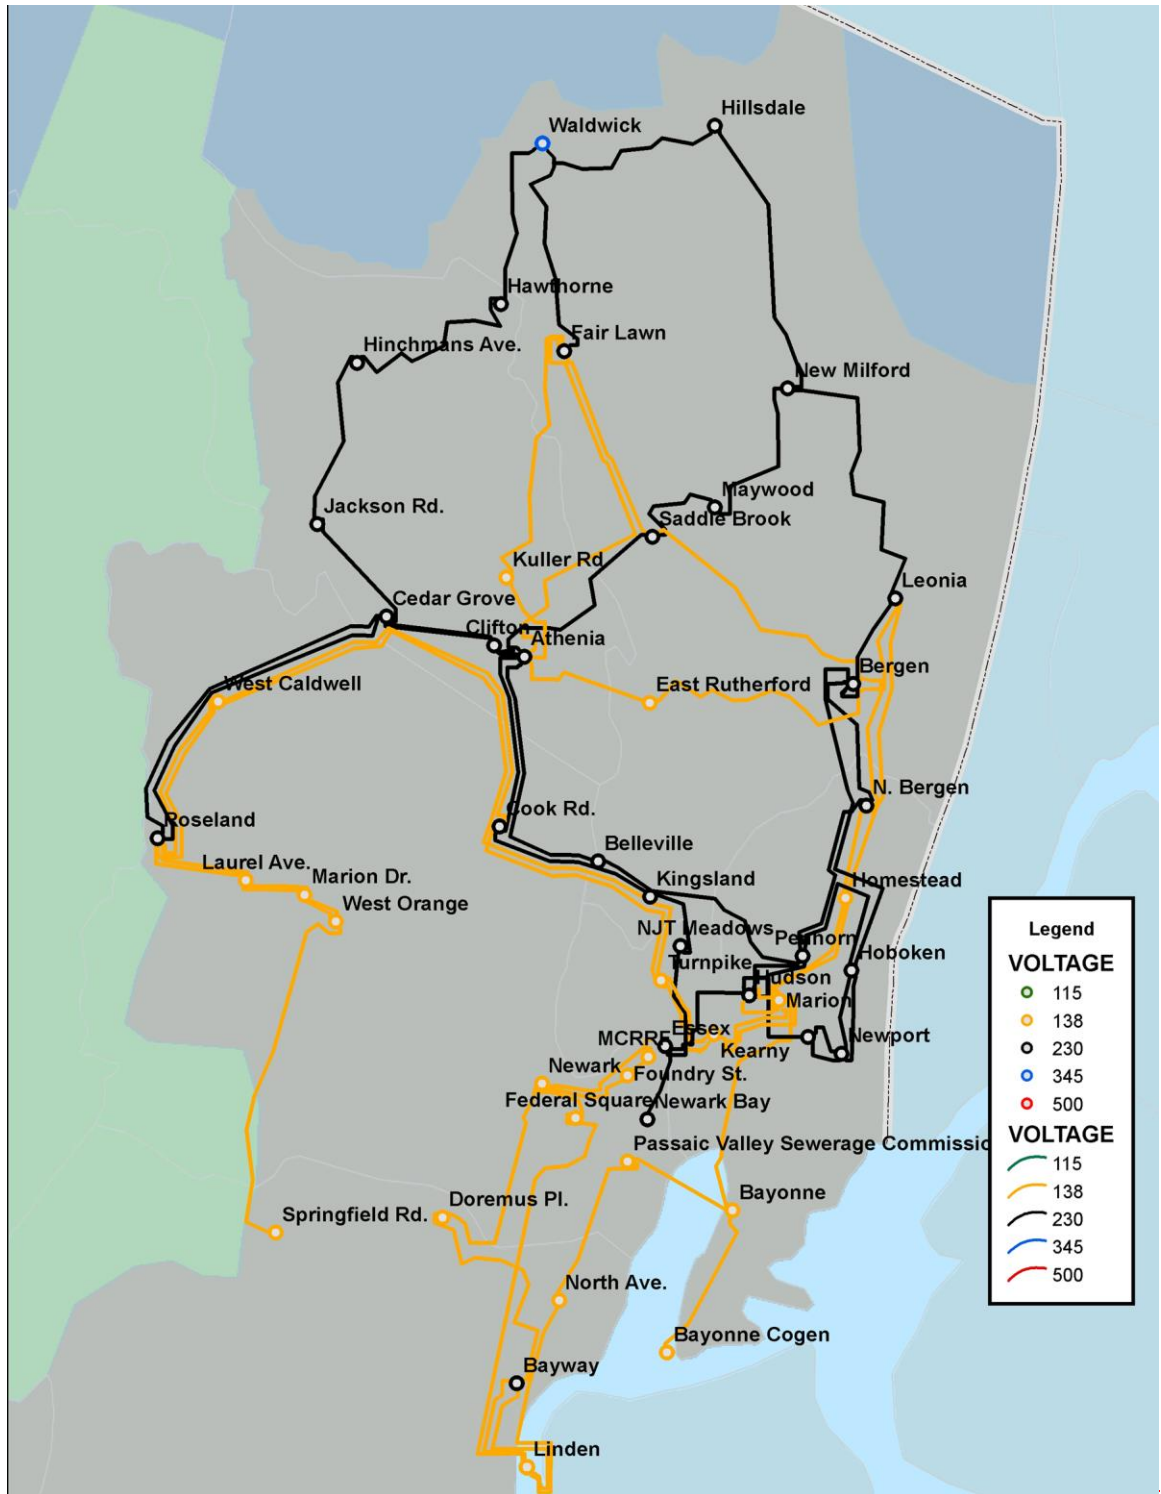 Hillsdale
Waldwick
Hawthorne
Fair Lawn
Hinchmans Ave.
New Milford
Maywood
Jackson Rd.
Saddle Brook
Kuller Rd
Leonia
Cedar Grove
Clifton
Athenia
Bergen
West Caldwell
East Rutherford
N. Bergen
Cook Rd.
Roseland
Belleville
Laurel Ave.
Marion Dr.
Kingsland
Homestead
West Orange
NJT Meadows
Penhorn
Hoboken
Turnpike
Hudson
Marion
Essex
MCRRF
Kearny
Newport
Newark
Foundry St.
Federal Square
Newark Bay
Passaic Valley Sewerage Commissio
Doremus Pl.
Bayonne
Springfield Rd.
North Ave.
Bayonne Cogen
Bayway
Linden
Legend
VOLTAGE
115
138
230
345
500
VOLTAGE
115
138
230
345
500